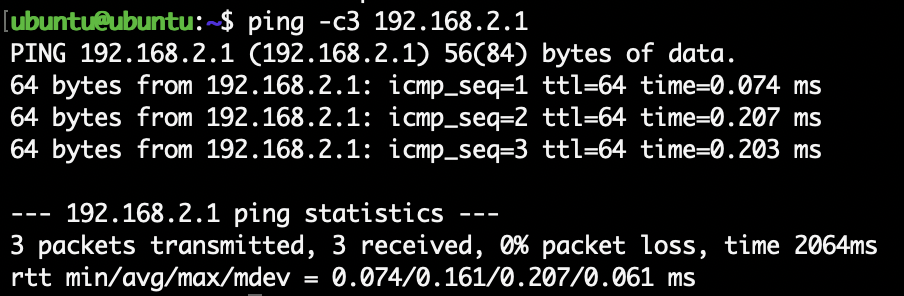 [ubuntu@ubuntu:~$ ping -c3 192.168.2.1
PING 192.168.2.1 (192.168.2.1) 56(84) bytes of data.
64 bytes from 192.168.2.1: icmp_seq=1 ttl=64 time=0.074 ms
64 bytes from 192.168.2.1: icmp_seq=2 ttl=64 time=0.207 ms
64 bytes from 192.168.2.1: icmp_seq=3 ttl=64 time=0.203 ms
--- 192.168.2.1 ping statistics ---
3 packets transmitted, 3 received, 0% packet loss, time 2064ms
rtt min/avg/max/mdev = 0.074/0.161/0.207/0.061 ms